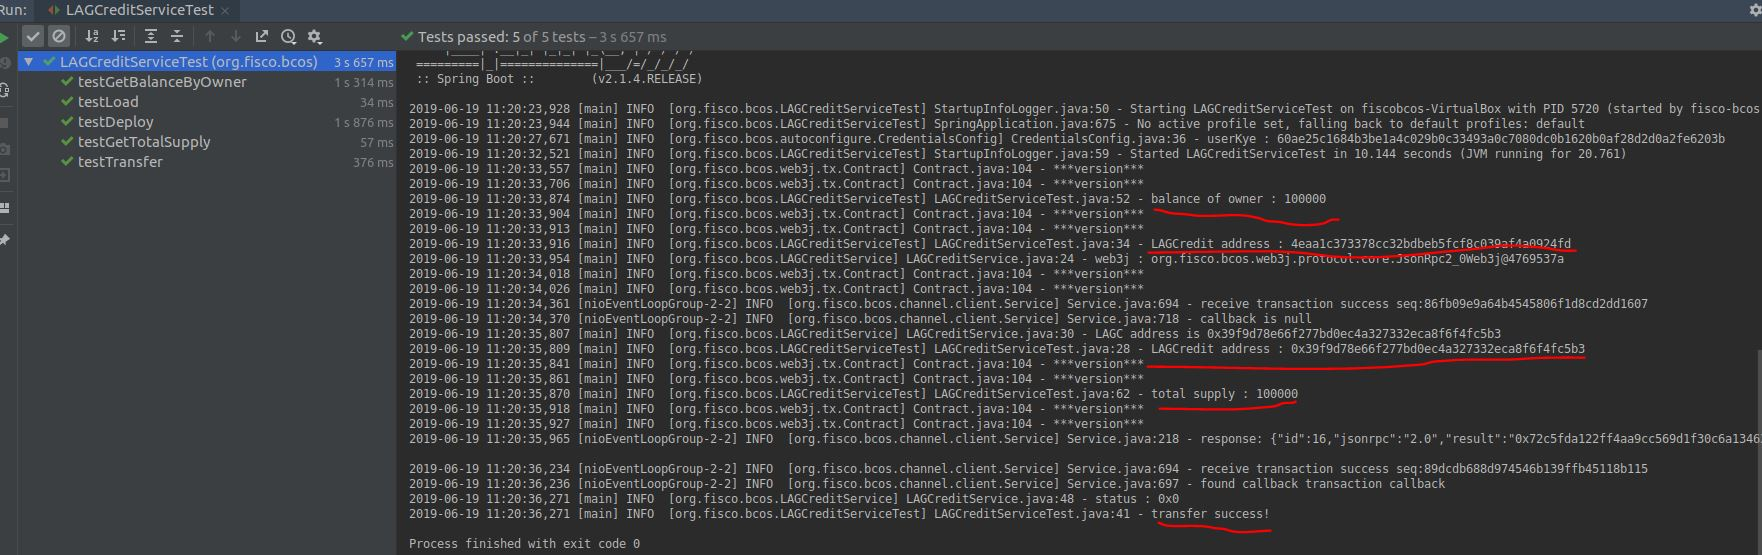 Run: LAGCreditServiceTest ×
Tests passed: 5 of 5 tests – 3 s 657 ms
LAGCreditServiceTest (org.fisco.bcos) 3 s 657 ms
testGetBalanceByOwner 1 s 314 ms
testLoad 34 ms
testDeploy 1 s 876 ms
testGetTotalSupply 57 ms
testTransfer 376 ms
=========|_|==============|___/=/_/_/_/
:: Spring Boot :: (v2.1.4.RELEASE)
2019-06-19 11:20:23,928 [main] INFO [org.fisco.bcos.LAGCreditServiceTest] StartupInfoLogger.java:50 - Starting LAGCreditServiceTest on fiscobcos-VirtualBox with PID 5720 (started by fisco-bcos
2019-06-19 11:20:23,944 [main] INFO [org.fisco.bcos.LAGCreditServiceTest] SpringApplication.java:675 - No active profile set, falling back to default profiles: default
2019-06-19 11:20:27,671 [main] INFO [org.fisco.bcos.autoconfigure.CredentialsConfig] CredentialsConfig.java:36 - userKye : 60ae25c1684b3be1a4c029b0c33493a0c7080dc0b1620b0af28d2d0a2fe6203b
2019-06-19 11:20:32,521 [main] INFO [org.fisco.bcos.LAGCreditServiceTest] StartupInfoLogger.java:59 - Started LAGCreditServiceTest in 10.144 seconds (JVM running for 20.761)
2019-06-19 11:20:33,557 [main] INFO [org.fisco.bcos.web3j.tx.Contract] Contract.java:104 - ***version***
2019-06-19 11:20:33,706 [main] INFO [org.fisco.bcos.web3j.tx.Contract] Contract.java:104 - ***version***
2019-06-19 11:20:33,874 [main] INFO [org.fisco.bcos.LAGCreditServiceTest] LAGCreditServiceTest.java:52 - balance of owner : 100000
2019-06-19 11:20:33,904 [main] INFO [org.fisco.bcos.web3j.tx.Contract] Contract.java:104 - ***version***
2019-06-19 11:20:33,913 [main] INFO [org.fisco.bcos.web3j.tx.Contract] Contract.java:104 - ***version***
2019-06-19 11:20:33,916 [main] INFO [org.fisco.bcos.LAGCreditServiceTest] LAGCreditServiceTest.java:34 - LAGCredit address : 4eaa1c373378cc32bdbeb5fcf8c039af4a0924fd
2019-06-19 11:20:33,954 [main] INFO [org.fisco.bcos.LAGCreditService] LAGCreditService.java:24 - web3j : org.fisco.bcos.web3j.protocol.core.JsonRpc2_0Web3j@4769537a
2019-06-19 11:20:34,018 [main] INFO [org.fisco.bcos.web3j.tx.Contract] Contract.java:104 - ***version***
2019-06-19 11:20:34,026 [main] INFO [org.fisco.bcos.web3j.tx.Contract] Contract.java:104 - ***version***
2019-06-19 11:20:34,361 [nioEventLoopGroup-2-2] INFO [org.fisco.bcos.channel.client.Service] Service.java:694 - receive transaction success seq:86fb09e9a64b4545806f1d8cd2dd1607
2019-06-19 11:20:34,370 [nioEventLoopGroup-2-2] INFO [org.fisco.bcos.channel.client.Service] Service.java:718 - callback is null
2019-06-19 11:20:35,807 [main] INFO [org.fisco.bcos.LAGCreditService] LAGCreditService.java:30 - LAGC address is 0x39f9d78e66f277bd0ec4a327332eca8f6f4fc5b3
2019-06-19 11:20:35,809 [main] INFO [org.fisco.bcos.LAGCreditServiceTest] LAGCreditServiceTest.java:28 - LAGCredit address : 0x39f9d78e66f277bd0ec4a327332eca8f6f4fc5b3
2019-06-19 11:20:35,841 [main] INFO [org.fisco.bcos.web3j.tx.Contract] Contract.java:104 - ***version***
2019-06-19 11:20:35,861 [main] INFO [org.fisco.bcos.web3j.tx.Contract] Contract.java:104 - ***version***
2019-06-19 11:20:35,870 [main] INFO [org.fisco.bcos.LAGCreditServiceTest] LAGCreditServiceTest.java:62 - total supply : 100000
2019-06-19 11:20:35,918 [main] INFO [org.fisco.bcos.web3j.tx.Contract] Contract.java:104 - ***version***
2019-06-19 11:20:35,927 [main] INFO [org.fisco.bcos.web3j.tx.Contract] Contract.java:104 - ***version***
2019-06-19 11:20:35,965 [nioEventLoopGroup-2-2] INFO [org.fisco.bcos.channel.client.Service] Service.java:218 - response: {"id":16,"jsonrpc":"2.0","result":"0x72c5fda122ff4aa9cc569d1f30c6a1346
2019-06-19 11:20:36,234 [nioEventLoopGroup-2-2] INFO [org.fisco.bcos.channel.client.Service] Service.java:694 - receive transaction success seq:89dcdb688d974546b139ffb45118b115
2019-06-19 11:20:36,236 [nioEventLoopGroup-2-2] INFO [org.fisco.bcos.channel.client.Service] Service.java:697 - found callback transaction callback
2019-06-19 11:20:36,271 [main] INFO [org.fisco.bcos.LAGCreditService] LAGCreditService.java:48 - status : 0x0
2019-06-19 11:20:36,271 [main] INFO [org.fisco.bcos.LAGCreditServiceTest] LAGCreditServiceTest.java:41 - transfer success!
Process finished with exit code 0